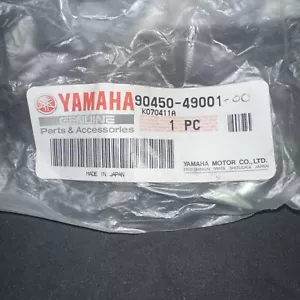 YAMAHA 90450-49001-00
GENUINE K070411A
Parts & Accessories 1 PC
YAMAHA MOTOR CO., LTD.
MADE IN JAPAN